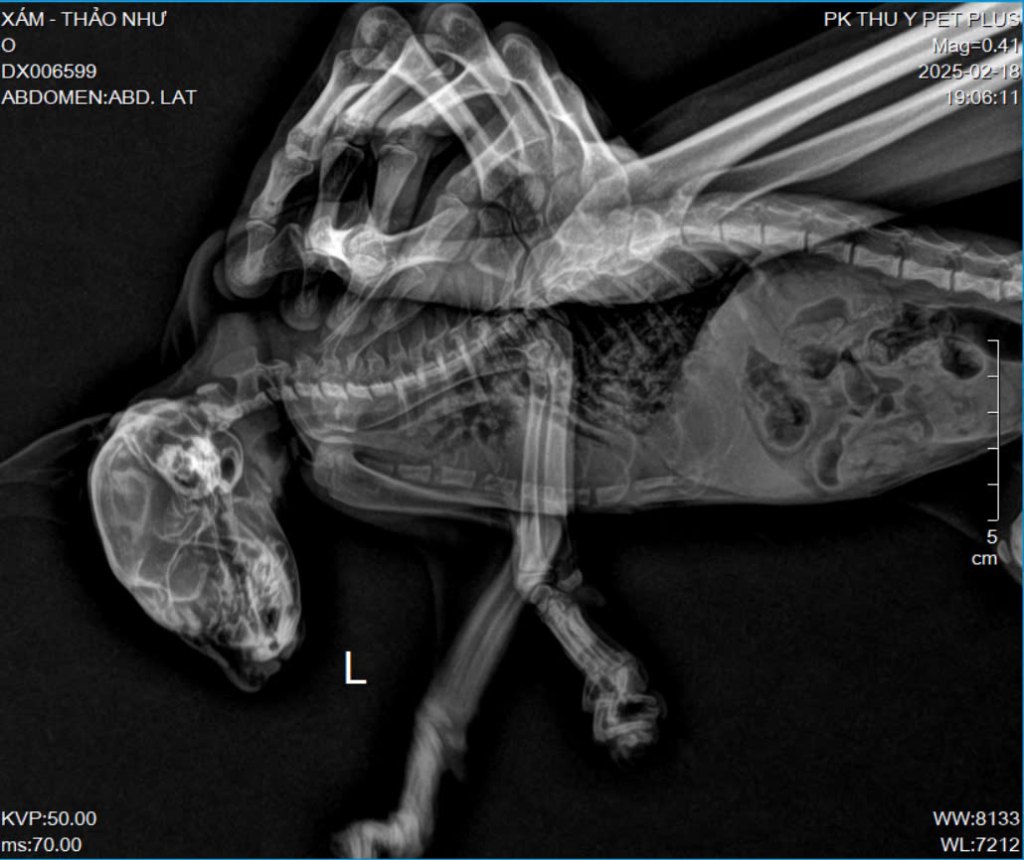 XÁM - THẢO NHƯ
O
DX006599
ABDOMEN:ABD. LAT
PK THU Y PET PLUS
Mag=0.41
2025-02-18
19:06:11
5
cm
L
KVP:50.00
ms:70.00
WW:8133
WL:7212